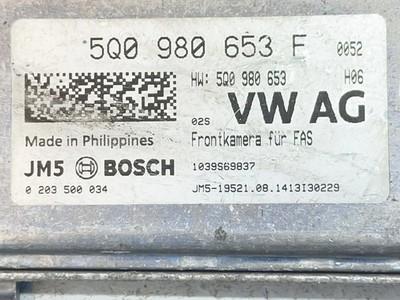 5Q0 980 653 F 0052
HW: 5Q0 980 653 H06
02S VW AG
Made in Philippines Frontkamera für FAS
JM5 BOSCH 1039S69837
0 203 500 034 JM5-19521.08.1413I30229